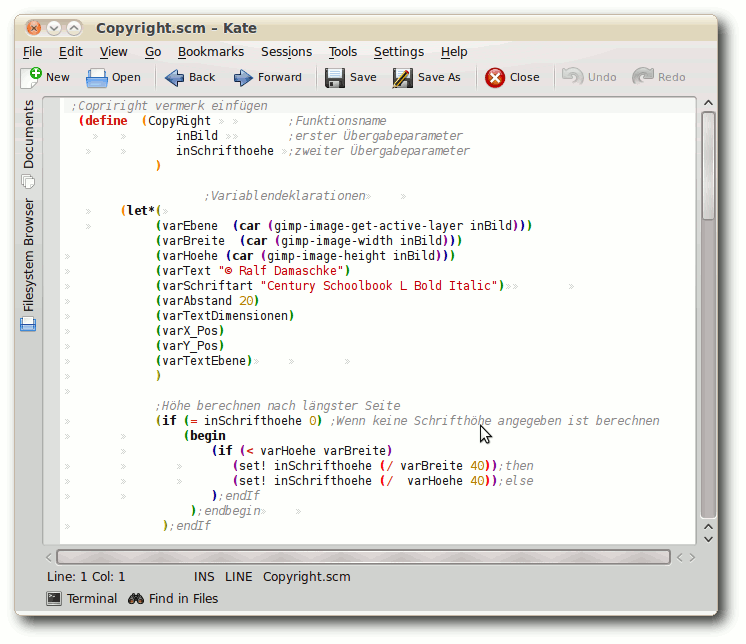 Copyright.scm – Kate
File Edit View Go Bookmarks Sessions Tools Settings Help
New Open Back Forward Save Save As Close Undo Redo
Documents
Filesystem Browser
;Copriright vermerk einfügen
(define (CopyRight ;Funktionsname
inBild ;erster Übergabeparameter
inSchrifthoehe ;zweiter Übergabeparameter
)
;Variablendeklarationen
(let*(
(varEbene (car (gimp-image-get-active-layer inBild)))
(varBreite (car (gimp-image-width inBild)))
(varHoehe (car (gimp-image-height inBild)))
(varText "© Ralf Damaschke")
(varSchriftart "Century Schoolbook L Bold Italic")
(varAbstand 20)
(varTextDimensionen)
(varX_Pos)
(varY_Pos)
(varTextEbene)
)
;Höhe berechnen nach längster Seite
(if (= inSchrifthoehe 0) ;Wenn keine Schrifthöhe angegeben ist berechnen
(begin
(if (< varHoehe varBreite)
(set! inSchrifthoehe (/ varBreite 40));then
(set! inSchrifthoehe (/ varHoehe 40));else
);endIf
);endbegin
);endIf
Line: 1 Col: 1 INS LINE Copyright.scm
Terminal Find in Files